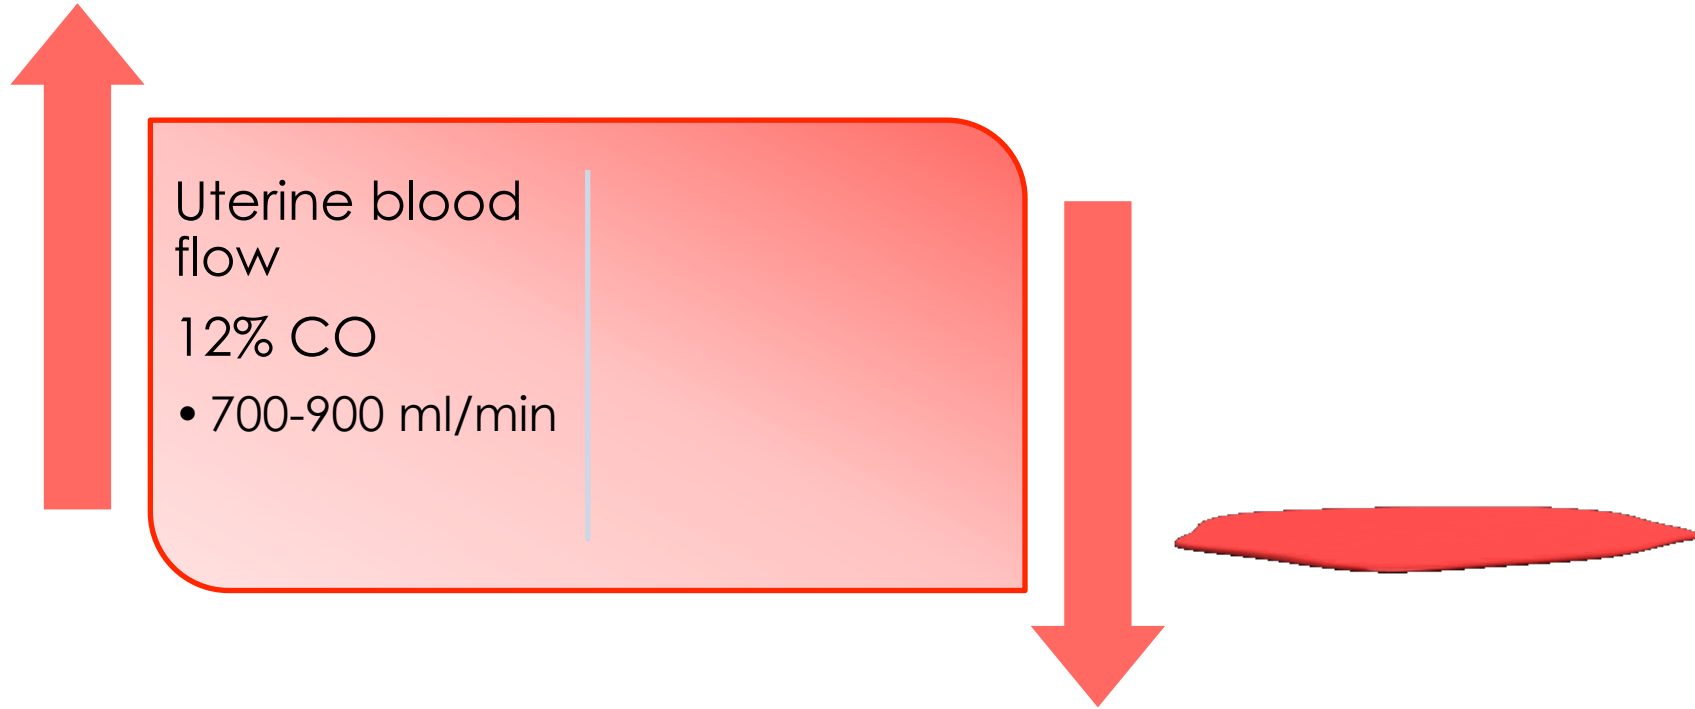 Uterine blood
flow
12% CO
• 700-900 ml/min